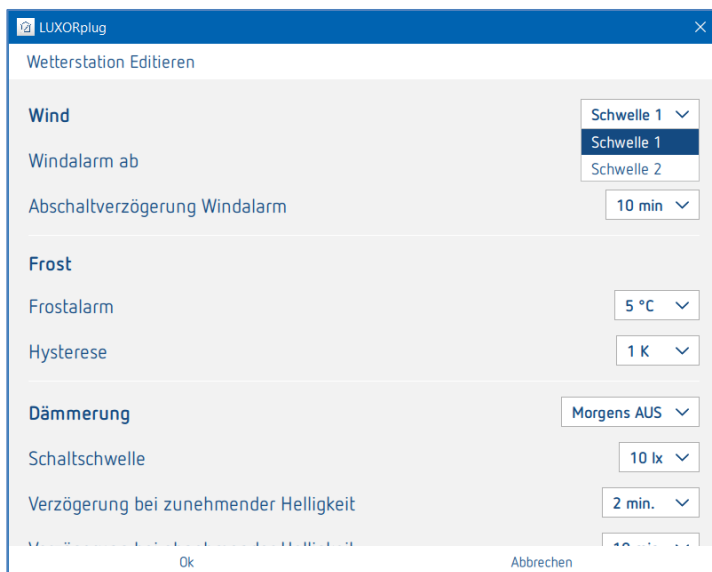 LUXORplug
Wetterstation Editieren
Wind Schwelle 1
Schwelle 1
Windalarm ab Schwelle 2
Abschaltverzögerung Windalarm 10 min
Frost
Frostalarm 5 °C
Hysterese 1 K
Dämmerung Morgens AUS
Schaltschwelle 10 lx
Verzögerung bei zunehmender Helligkeit 2 min.
Ok Abbrechen